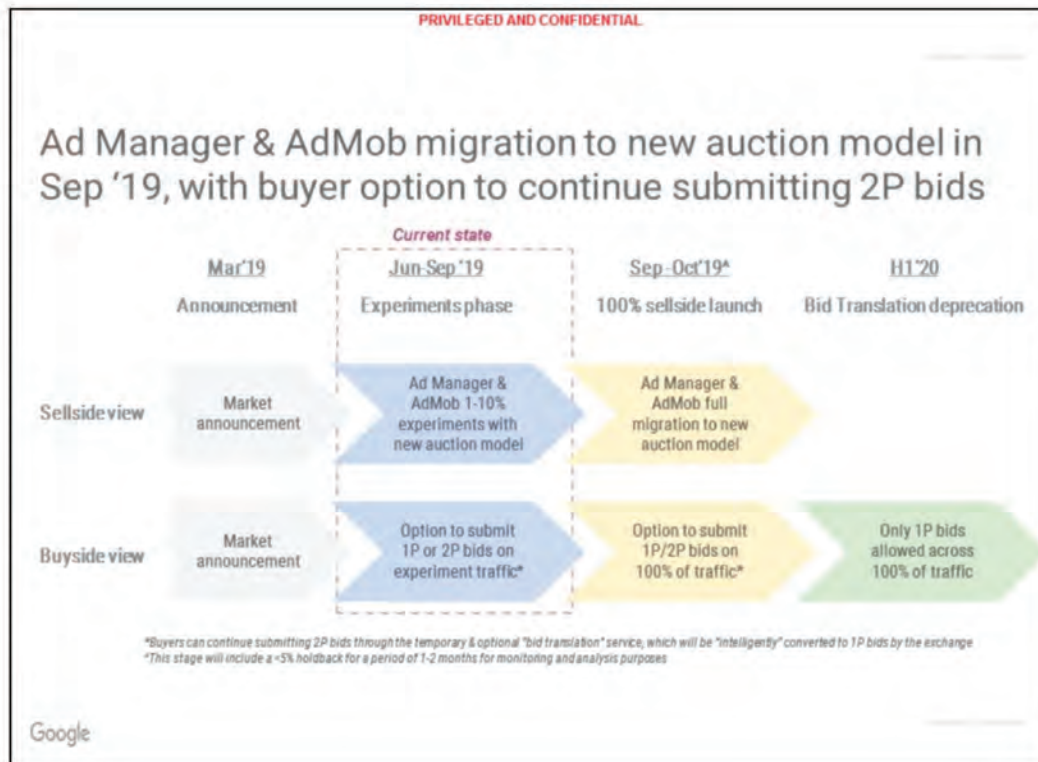 PRIVILEGED AND CONFIDENTIAL
Ad Manager & AdMob migration to new auction model in
Sep ‘19, with buyer option to continue submitting 2P bids
Current state
Mar'19
Jun-Sep '19
Sep-Oct'19^
H1'20
Announcement
Experiments phase
100% sellside launch
Bid Translation deprecation
Sellside view
Market
announcement
Ad Manager &
AdMob 1-10%
experiments with
new auction model
Ad Manager &
AdMob full
migration to new
auction model
Buyside view
Market
announcement
Option to submit
1P or 2P bids on
experiment traffic*
Option to submit
1P/2P bids on
100% of traffic*
Only 1P bids
allowed across
100% of traffic
*Buyers can continue submitting 2P bids through the temporary & optional "bid translation" service, which will be "intelligently" converted to 1P bids by the exchange
^This stage will include a <5% holdback for a period of 1-2 months for monitoring and analysis purposes
Google